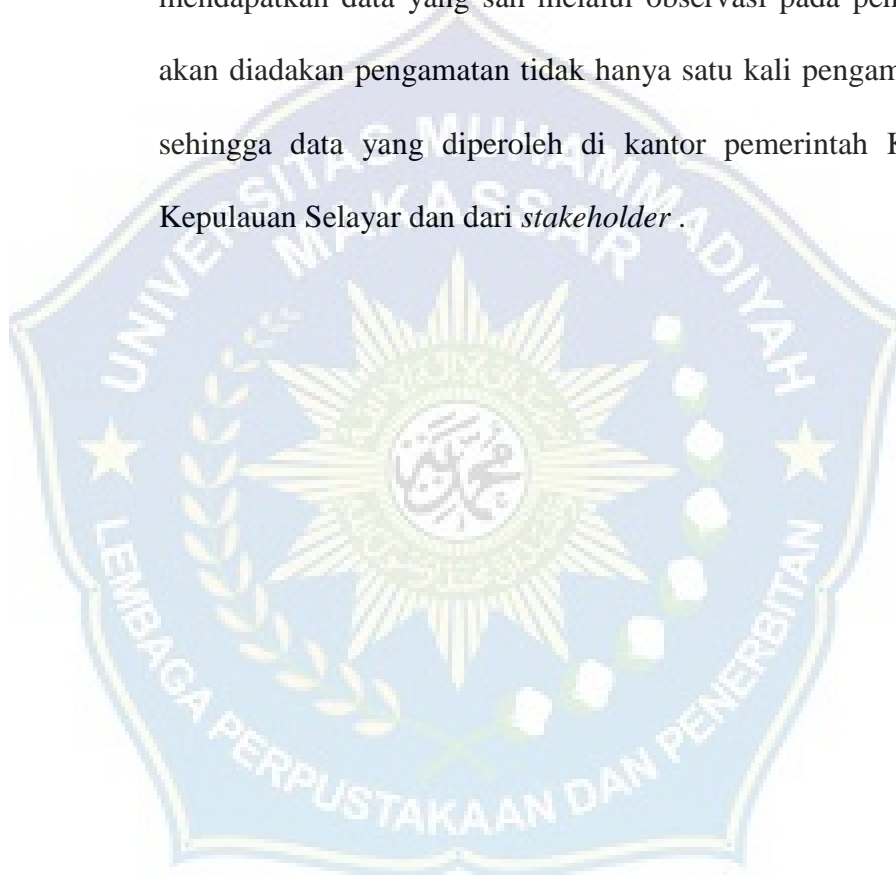 mendapatkan data yang sah melalui observasi pada
akan diadakan pengamatan tidak hanya satu kali
sehingga data yang diperoleh di kantor pemerintah
Kepulauan Selayar dan dari stakeholder .
UNIVERSITAS MUHAMMADIYAH
MAKASSAR
LEMBAGA PERPUSTAKAAN DAN PENERBITAN